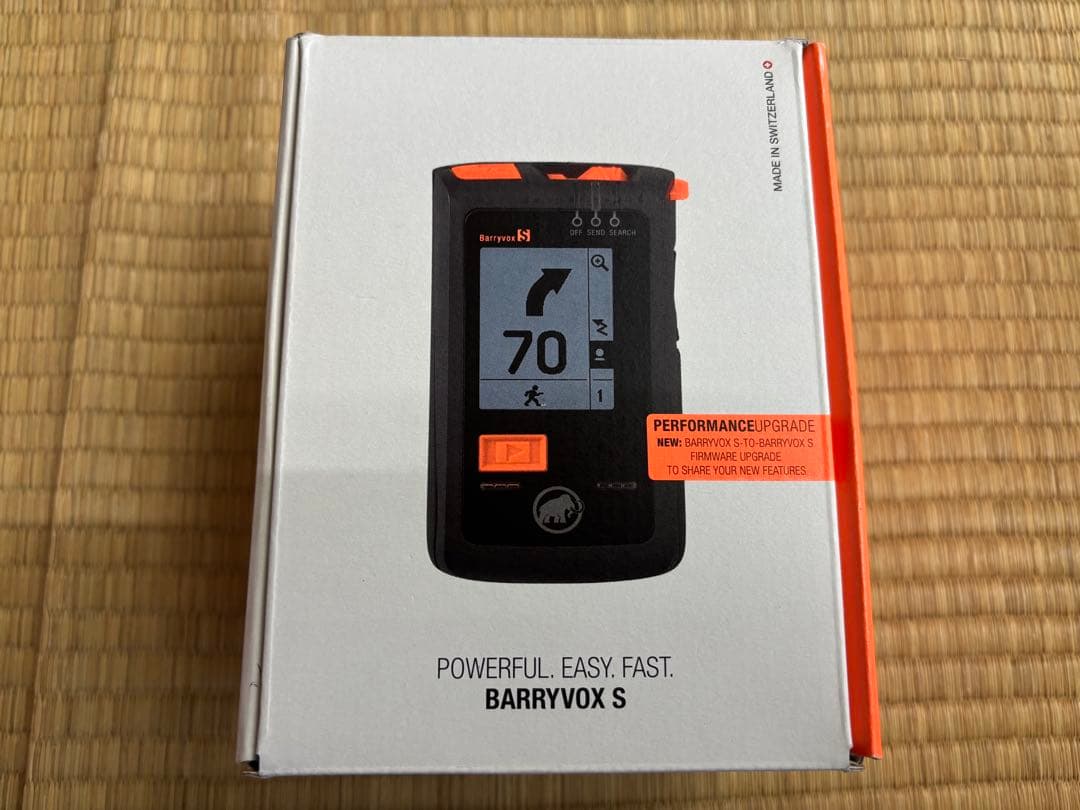 MADE IN SWITZERLAND
OFF SEND SEARCH
Barryvox S
70
1
PERFORMANCEUPGRADE
NEW: BARRYVOX S-TO-BARRYVOX S
FIRMWARE UPGRADE
TO SHARE YOUR NEW FEATURES
POWERFUL. EASY. FAST.
BARRYVOX S